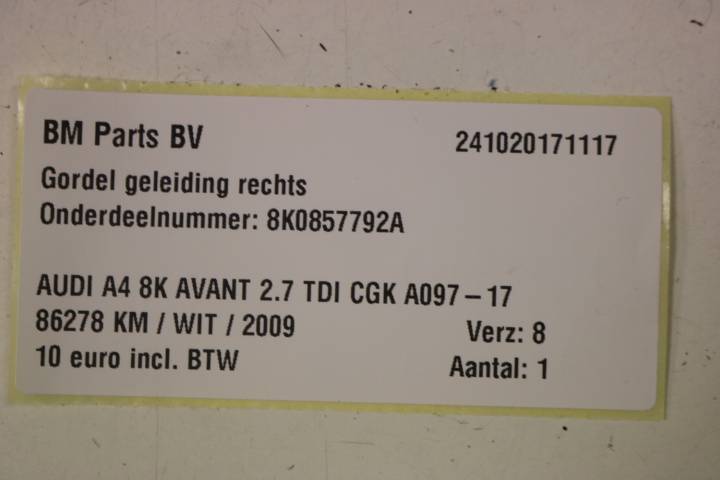 BM Parts BV 241020171117
Gordel geleiding rechts
Onderdeelnummer: 8K0857792A
AUDI A4 8K AVANT 2.7 TDI CGK A097 – 17
86278 KM / WIT / 2009 Verz: 8
10 euro incl. BTW Aantal: 1